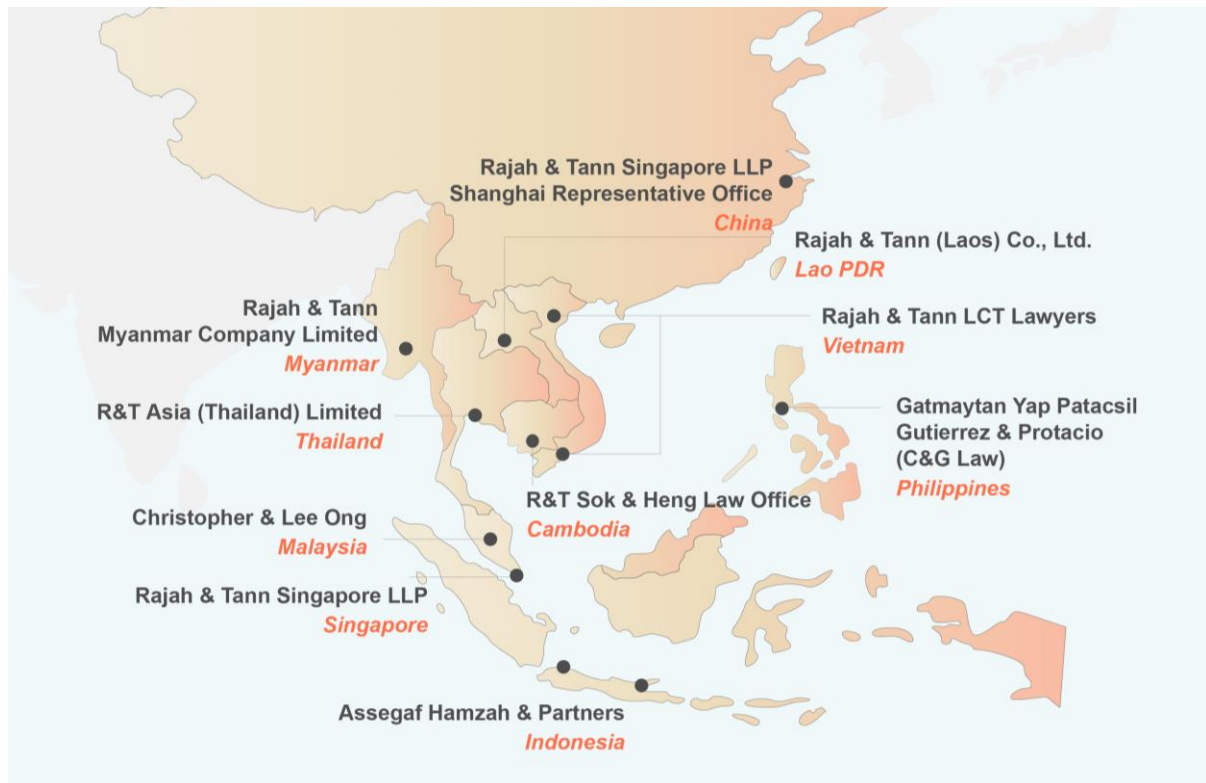 Rajah & Tann Singapore LLP
Shanghai Representative Office
China
Rajah & Tann (Laos) Co., Ltd.
Lao PDR
Rajah & Tann
Myanmar Company Limited
Myanmar
Rajah & Tann LCT Lawyers
Vietnam
R&T Asia (Thailand) Limited
Thailand
Gatmaytan Yap Patacsil
Gutierrez & Protacio
(C&G Law)
Philippines
R&T Sok & Heng Law Office
Cambodia
Christopher & Lee Ong
Malaysia
Rajah & Tann Singapore LLP
Singapore
Assegaf Hamzah & Partners
Indonesia